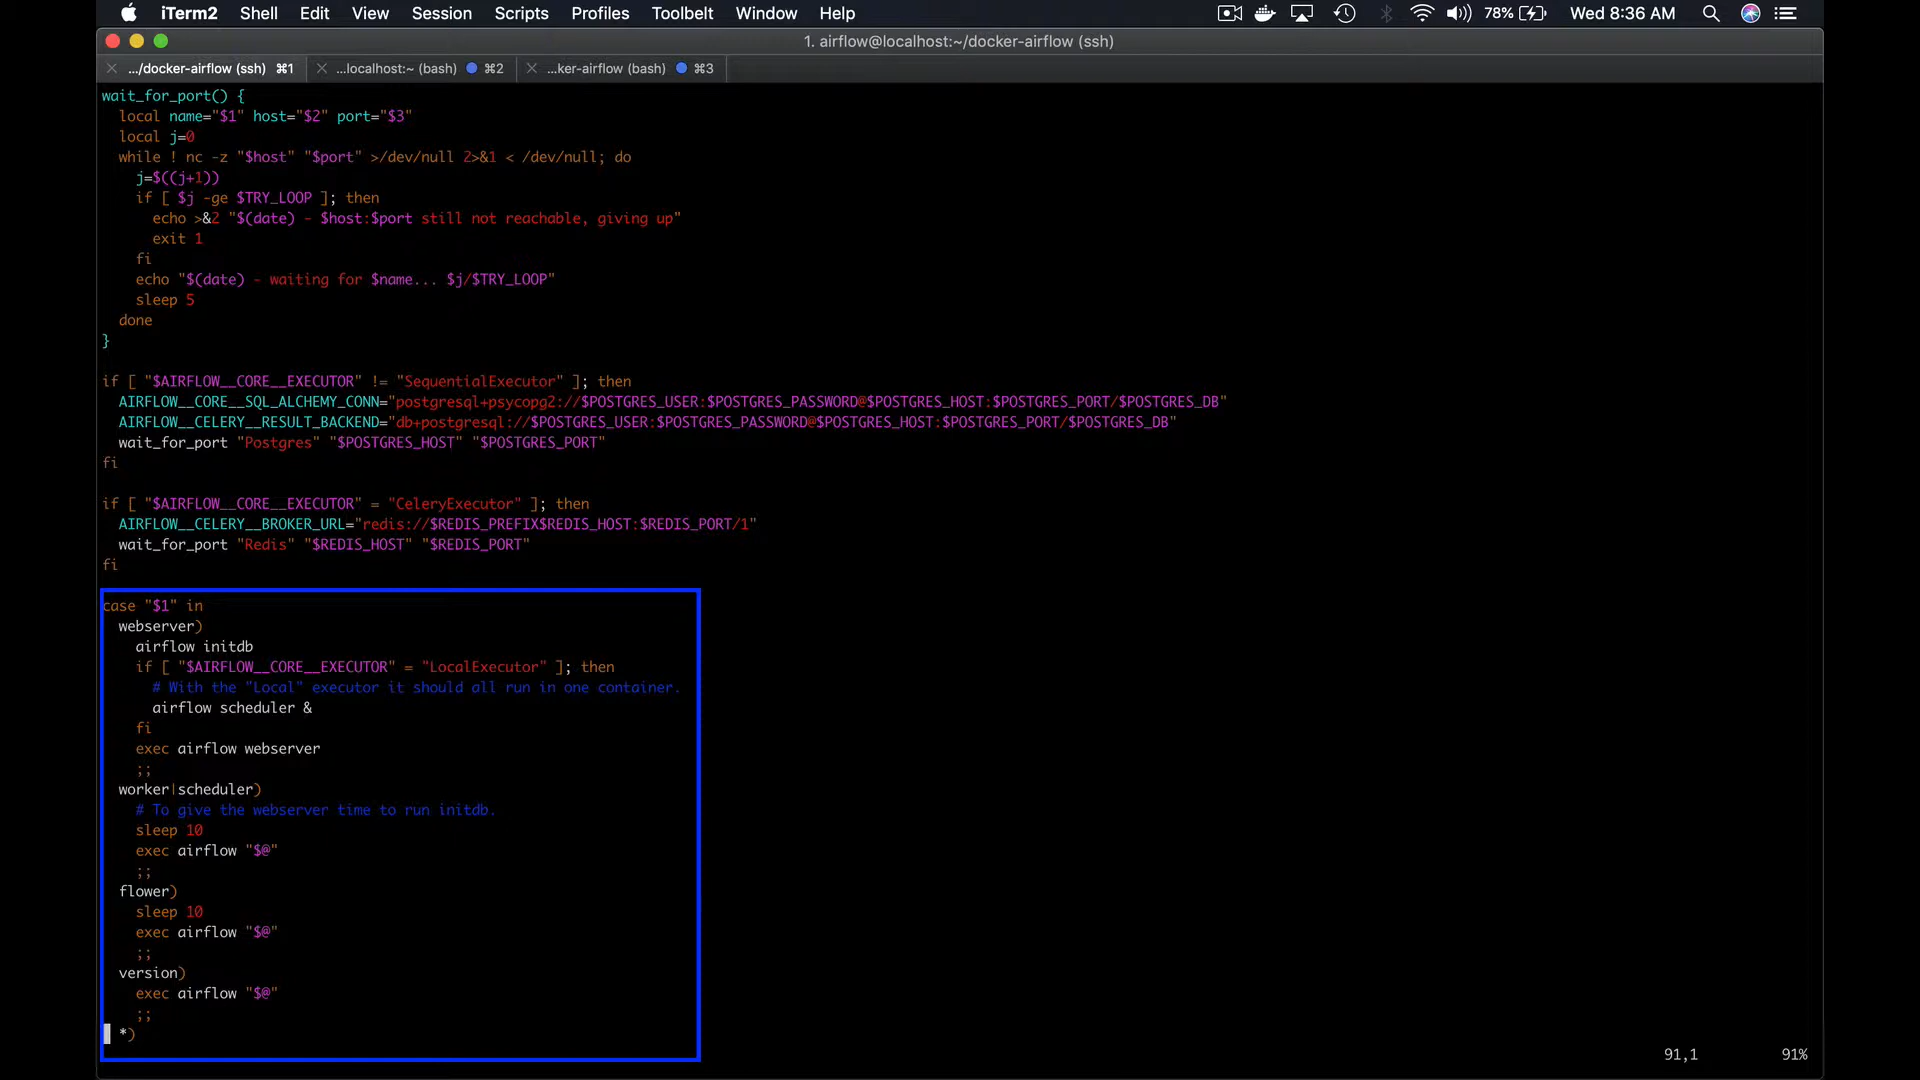 iTerm2 Shell Edit View Session Scripts Profiles Toolbelt Window Help 78% Wed 8:36 AM
1. airflow@localhost:~/docker-airflow (ssh)
.../docker-airflow (ssh) ⌘1 ...localhost:~ (bash) ⌘2 ...ker-airflow (bash) ⌘3
wait_for_port() {
  local name="$1" host="$2" port="$3"
  local j=0
  while ! nc -z "$host" "$port" >/dev/null 2>&1 < /dev/null; do
    j=$((j+1))
    if [ $j -ge $TRY_LOOP ]; then
      echo >&2 "$(date) - $host:$port still not reachable, giving up"
      exit 1
    fi
    echo "$(date) - waiting for $name... $j/$TRY_LOOP"
    sleep 5
  done
}
if [ "$AIRFLOW__CORE__EXECUTOR" != "SequentialExecutor" ]; then
  AIRFLOW__CORE__SQL_ALCHEMY_CONN="postgresql+psycopg2://$POSTGRES_USER:$POSTGRES_PASSWORD@$POSTGRES_HOST:$POSTGRES_PORT/$POSTGRES_DB"
  AIRFLOW__CELERY__RESULT_BACKEND="db+postgresql://$POSTGRES_USER:$POSTGRES_PASSWORD@$POSTGRES_HOST:$POSTGRES_PORT/$POSTGRES_DB"
  wait_for_port "Postgres" "$POSTGRES_HOST" "$POSTGRES_PORT"
fi
if [ "$AIRFLOW__CORE__EXECUTOR" = "CeleryExecutor" ]; then
  AIRFLOW__CELERY__BROKER_URL="redis://$REDIS_PREFIX$REDIS_HOST:$REDIS_PORT/1"
  wait_for_port "Redis" "$REDIS_HOST" "$REDIS_PORT"
fi
case "$1" in
  webserver)
    airflow initdb
    if [ "$AIRFLOW__CORE__EXECUTOR" = "LocalExecutor" ]; then
      # With the "Local" executor it should all run in one container.
      airflow scheduler &
    fi
    exec airflow webserver
    ;;
  worker|scheduler)
    # To give the webserver time to run initdb.
    sleep 10
    exec airflow "$@"
    ;;
  flower)
    sleep 10
    exec airflow "$@"
    ;;
  version)
    exec airflow "$@"
    ;;
  *)
91,1 91%